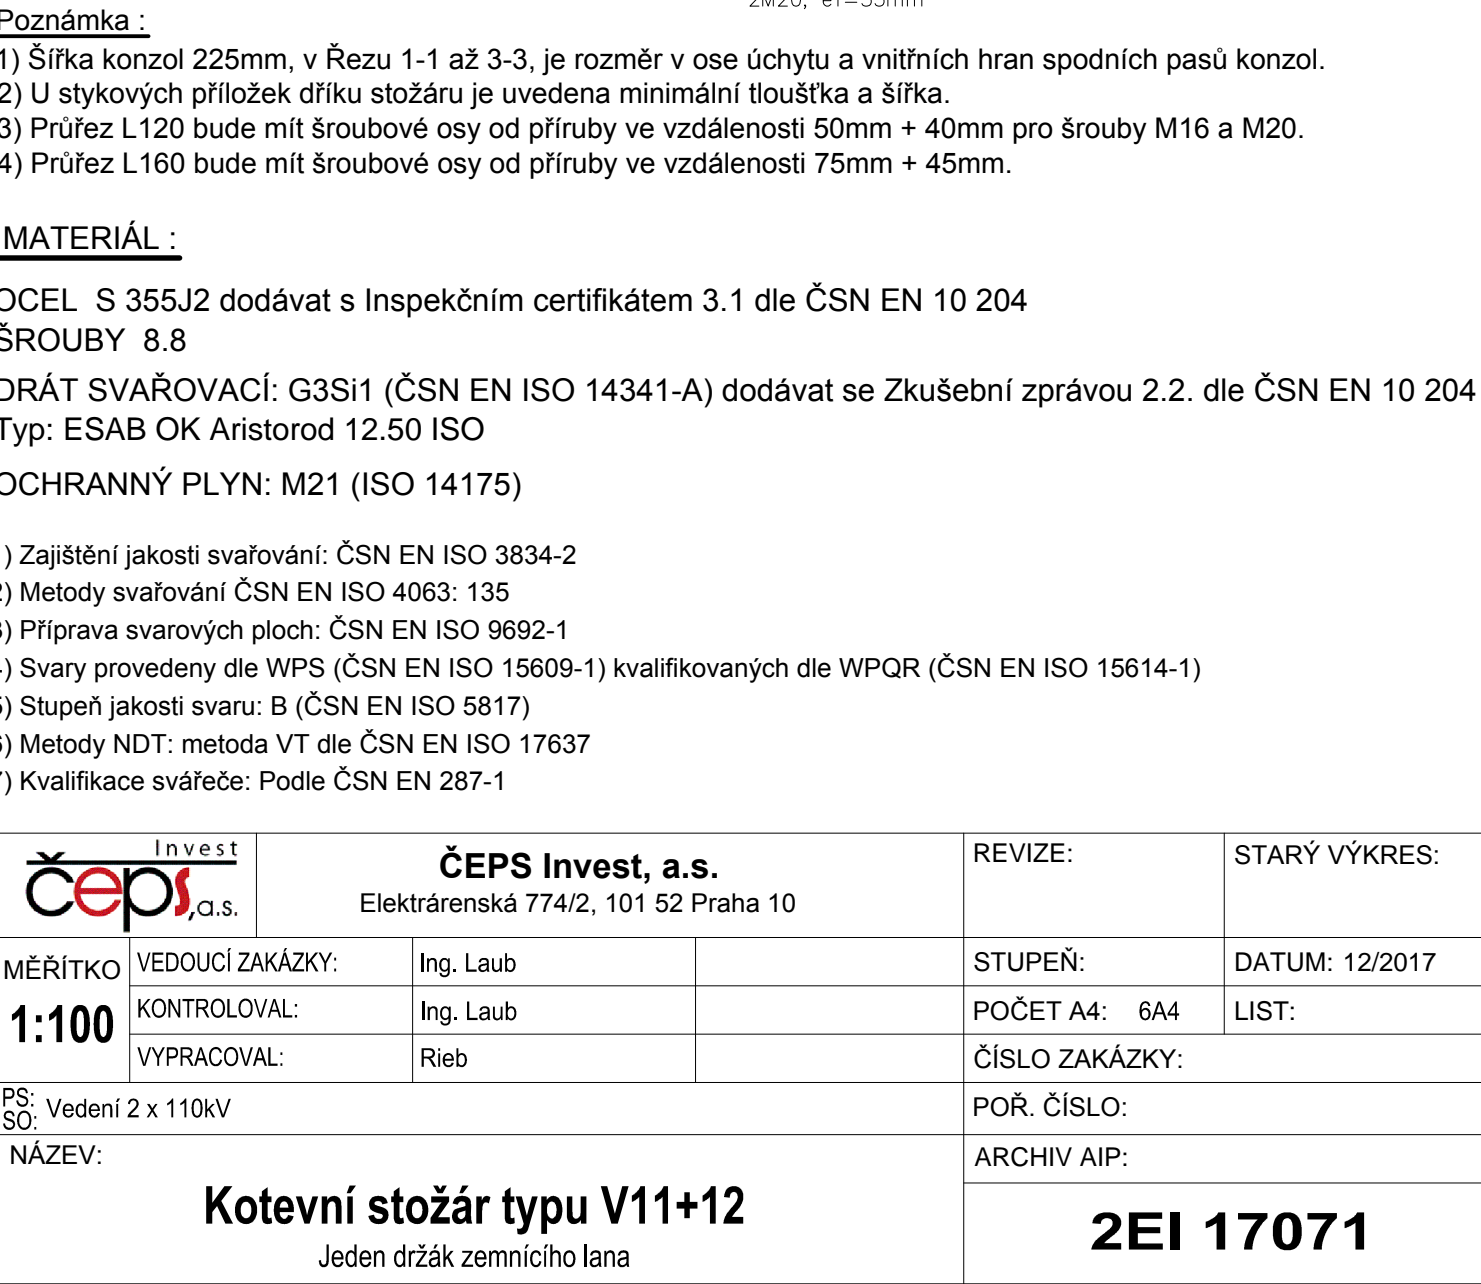 Poznámka :
1) Šířka konzol 225mm, v Řezu 1-1 až 3-3, je rozměr v ose úchytu a vnitřních hran spodních pasů konzol.
2) U stykových příložek dříku stožáru je uvedena minimální tloušťka a šířka.
3) Průřez L120 bude mít šroubové osy od příruby ve vzdálenosti 50mm + 40mm pro šrouby M16 a M20.
4) Průřez L160 bude mít šroubové osy od příruby ve vzdálenosti 75mm + 45mm.
MATERIÁL :
OCEL S 355J2 dodávat s Inspekčním certifikátem 3.1 dle ČSN EN 10 204
ŠROUBY 8.8
DRÁT SVAŘOVACÍ: G3Si1 (ČSN EN ISO 14341-A) dodávat se Zkušební zprávou 2.2. dle ČSN EN 10 204
Typ: ESAB OK Aristorod 12.50 ISO
OCHRANNÝ PLYN: M21 (ISO 14175)
1) Zajištění jakosti svařování: ČSN EN ISO 3834-2
2) Metody svařování ČSN EN ISO 4063: 135
3) Příprava svarových ploch: ČSN EN ISO 9692-1
4) Svary provedeny dle WPS (ČSN EN ISO 15609-1) kvalifikovaných dle WPQR (ČSN EN ISO 15614-1)
5) Stupeň jakosti svaru: B (ČSN EN ISO 5817)
6) Metody NDT: metoda VT dle ČSN EN ISO 17637
7) Kvalifikace svářeče: Podle ČSN EN 287-1
Invest
čeps,a.s.
ČEPS Invest, a.s.
Elektrárenská 774/2, 101 52 Praha 10
REVIZE:
STARÝ VÝKRES:
MĚŘÍTKO
1:100
VEDOUCÍ ZAKÁZKY: Ing. Laub
STUPEŇ:
DATUM: 12/2017
KONTROLOVAL: Ing. Laub
POČET A4: 6A4
LIST:
VYPRACOVAL: Rieb
ČÍSLO ZAKÁZKY:
PS:
SO:
Vedení 2 x 110kV
POŘ. ČÍSLO:
NÁZEV:
ARCHIV AIP:
Kotevní stožár typu V11+12
Jeden držák zemnícího lana
2EI 17071